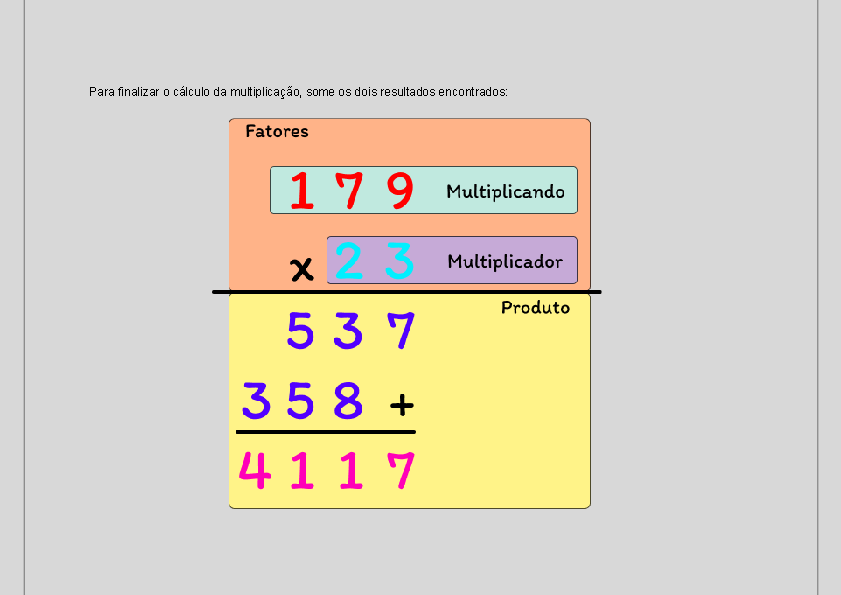 Para finalizar o cálculo da multiplicação, some os dois resultados encontrados:
Fatores
1 7 9 Multiplicando
x 2 3 Multiplicador
Produto
5 3 7
3 5 8 +
4 1 1 7